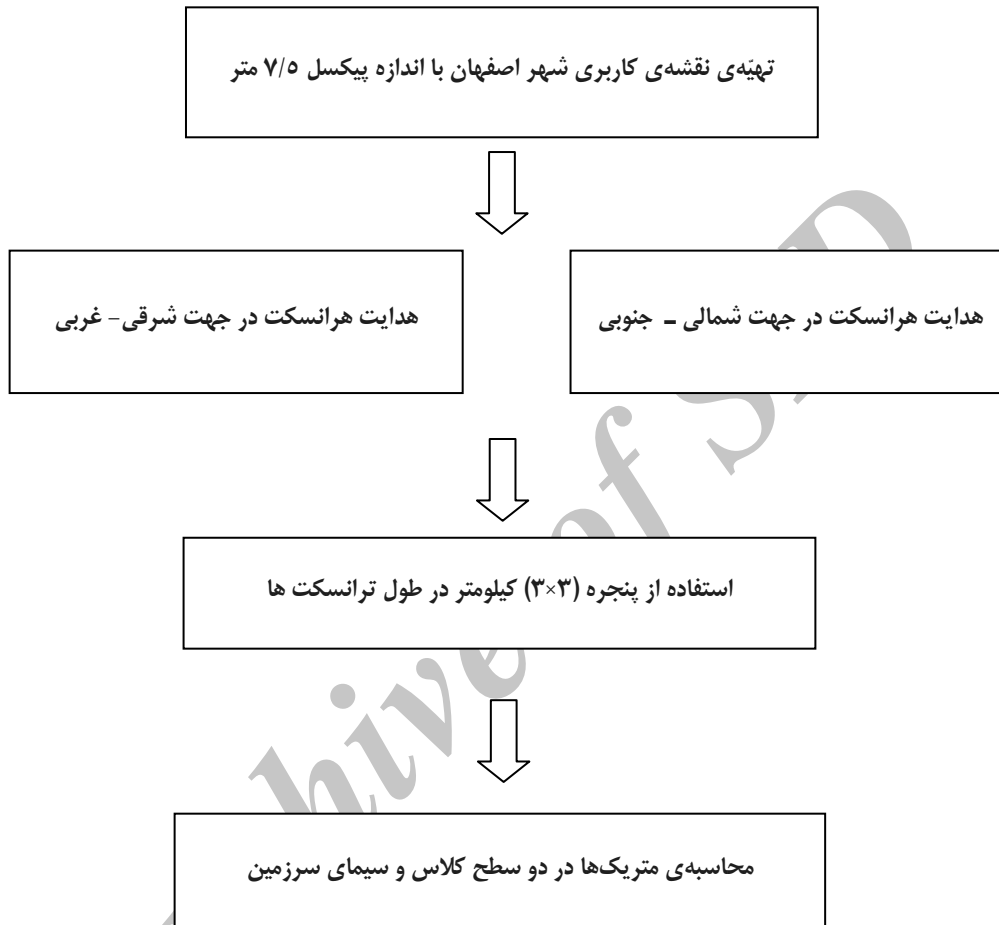 تهیّه‌ی نقشه‌ی کاربری شهر اصفهان با اندازه پیکسل ۷/۵ متر
هدایت هرانسکت در جهت شمالی ـ جنوبی
هدایت هرانسکت در جهت شرقی- غربی
استفاده از پنجره (۳×۳) کیلومتر در طول ترانسکت ها
محاسبه‌ی متریک‌ها در دو سطح کلاس و سیمای سرزمین
hive of S